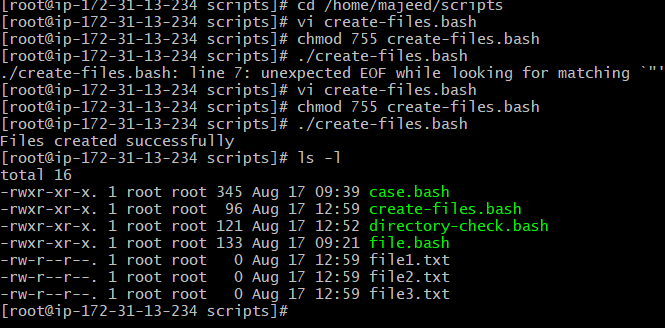 [root@ip-172-31-13-234 scripts]# cd /home/majeed/scripts
[root@ip-172-31-13-234 scripts]# vi create-files.bash
[root@ip-172-31-13-234 scripts]# chmod 755 create-files.bash
[root@ip-172-31-13-234 scripts]# ./create-files.bash
./create-files.bash: line 7: unexpected EOF while looking for matching `"'
[root@ip-172-31-13-234 scripts]# vi create-files.bash
[root@ip-172-31-13-234 scripts]# chmod 755 create-files.bash
[root@ip-172-31-13-234 scripts]# ./create-files.bash
Files created successfully
[root@ip-172-31-13-234 scripts]# ls -l
total 16
-rwxr-xr-x. 1 root root 345 Aug 17 09:39 case.bash
-rwxr-xr-x. 1 root root  96 Aug 17 12:59 create-files.bash
-rwxr-xr-x. 1 root root 121 Aug 17 12:52 directory-check.bash
-rwxr-xr-x. 1 root root 133 Aug 17 09:21 file.bash
-rw-r--r--. 1 root root   0 Aug 17 12:59 file1.txt
-rw-r--r--. 1 root root   0 Aug 17 12:59 file2.txt
-rw-r--r--. 1 root root   0 Aug 17 12:59 file3.txt
[root@ip-172-31-13-234 scripts]#